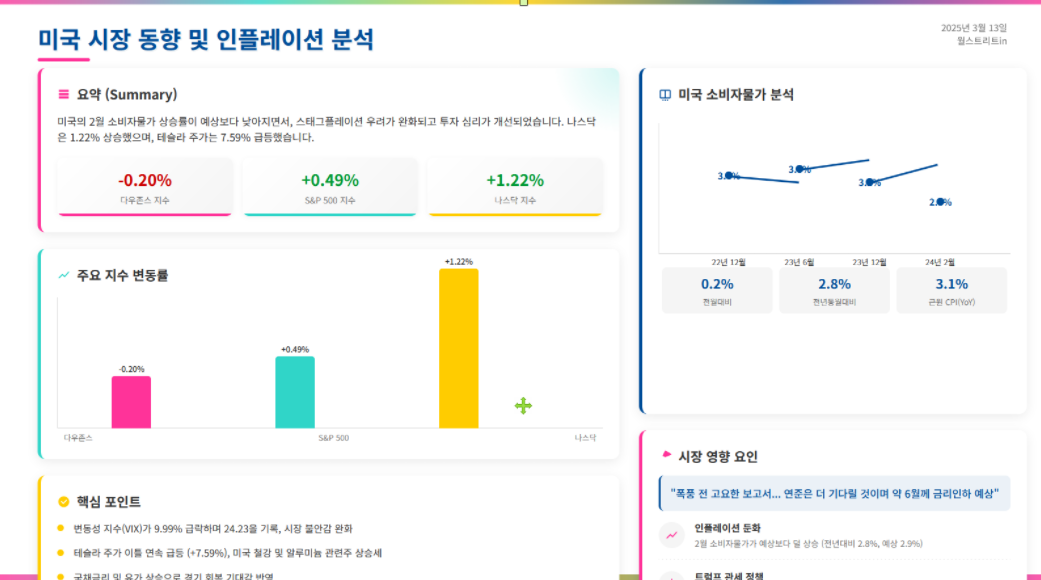 미국 시장 동향 및 인플레이션 분석
2025년 3월 13일
월스트리트in
요약 (Summary)
미국의 2월 소비자물가 상승률이 예상보다 낮아지면서, 스태그플레이션 우려가 완화되고 투자 심리가 개선되었습니다. 나스닥
은 1.22% 상승했으며, 테슬라 주가는 7.59% 급등했습니다.
-0.20%
다우존스 지수
+0.49%
S&P 500 지수
+1.22%
나스닥 지수
주요 지수 변동률
-0.20%
+0.49%
+1.22%
다우존스
S&P 500
나스닥
핵심 포인트
변동성 지수(VIX)가 9.99% 급락하며 24.23을 기록, 시장 불안감 완화
테슬라 주가 이틀 연속 급등 (+7.59%), 미국 철강 및 알루미늄 관련주 상승세
국채금리 및 유가 상승으로 경기 회복 기대감 반영
미국 소비자물가 분석
22년 12월
23년 6월
23년 12월
24년 2월
0.2%
전월대비
2.8%
전년동월대비
3.1%
근원 CPI(YoY)
시장 영향 요인
"폭풍 전 고요한 보고서... 연준은 더 기다릴 것이며 약 6월께 금리인하 예상"
인플레이션 둔화
2월 소비자물가가 예상보다 덜 상승 (전년대비 2.8%, 예상 2.9%)
트럼프 관세 정책